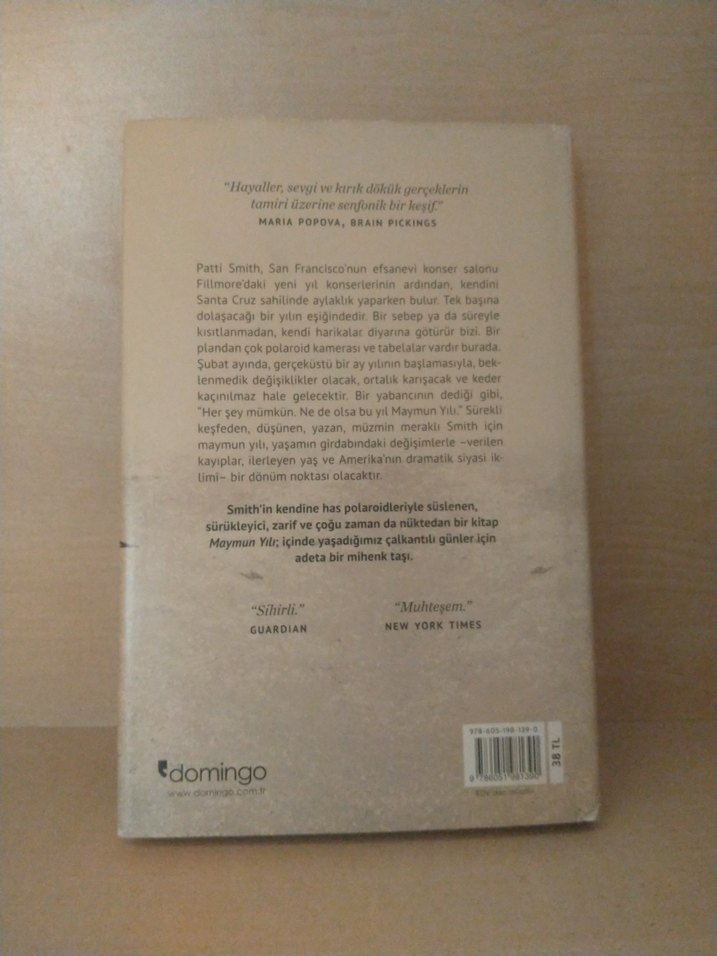 “Hayaller, sevgi ve kırık dökük gerçeklerin
tamiri üzerine senfonik bir keşif.”
MARIA POPOVA, BRAIN PICKINGS
Patti Smith, San Francisco'nun efsanevi konser salonu
Fillmore'daki yeni yıl konserlerinin ardından, kendini
Santa Cruz sahilinde aylaklık yaparken bulur. Tek başına
dolaşacağı bir yılın eşiğindedir. Bir sebep ya da süreyle
kısıtlanmadan, kendi harikalar diyarına götürür bizi. Bir
plandan çok polaroid kamerası ve tabelalar vardır burada.
Şubat ayında, gerçeküstü bir ay yılının başlamasıyla, bek-
lenmedik değişiklikler olacak, ortalık karışacak ve keder
kaçınılmaz hale gelecektir. Bir yabancının dediği gibi,
“Her şey mümkün. Ne de olsa bu yıl Maymun Yılı.” Sürekli
keşfeden, düşünen, yazan, müzmin meraklı Smith için
maymun yılı, yaşamın girdabındaki değişimlerle –verilen
kayıplar, ilerleyen yaş ve Amerika'nın dramatik siyasi ik-
limi– bir dönüm noktası olacaktır.
Smith'in kendine has polaroidleriyle süslenen,
sürükleyici, zarif ve çoğu zaman da nüktedan bir kitap
Maymun Yılı; içinde yaşadığımız çalkantılı günler için
adeta bir mihenk taşı.
“Sihirli.”
GUARDIAN
“Muhteşem.”
NEW YORK TIMES
978-605-198-139-0
38 TL
9 786051 981390
domingo
www.domingo.com.tr